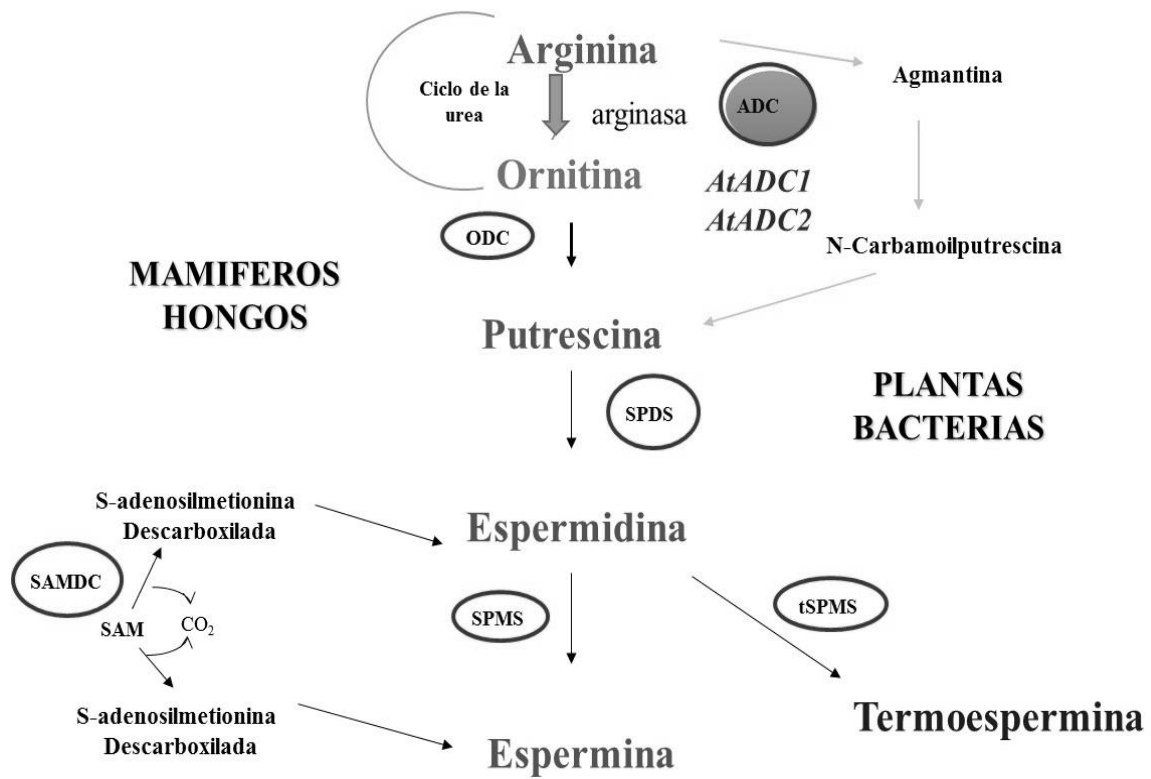 Arginina
Agmantina
Ciclo de la
urea
arginasa
ADC
Ornitina
AtADC1
AtADC2
ODC
N-Carbamoilputrescina
MAMIFEROS
HONGOS
Putrescina
PLANTAS
BACTERIAS
SPDS
S-adenosilmetionina
Descarboxilada
Espermidina
SAMDC
SAM
CO₂
SPMS
tSPMS
S-adenosilmetionina
Descarboxilada
Termoespermina
Espermina